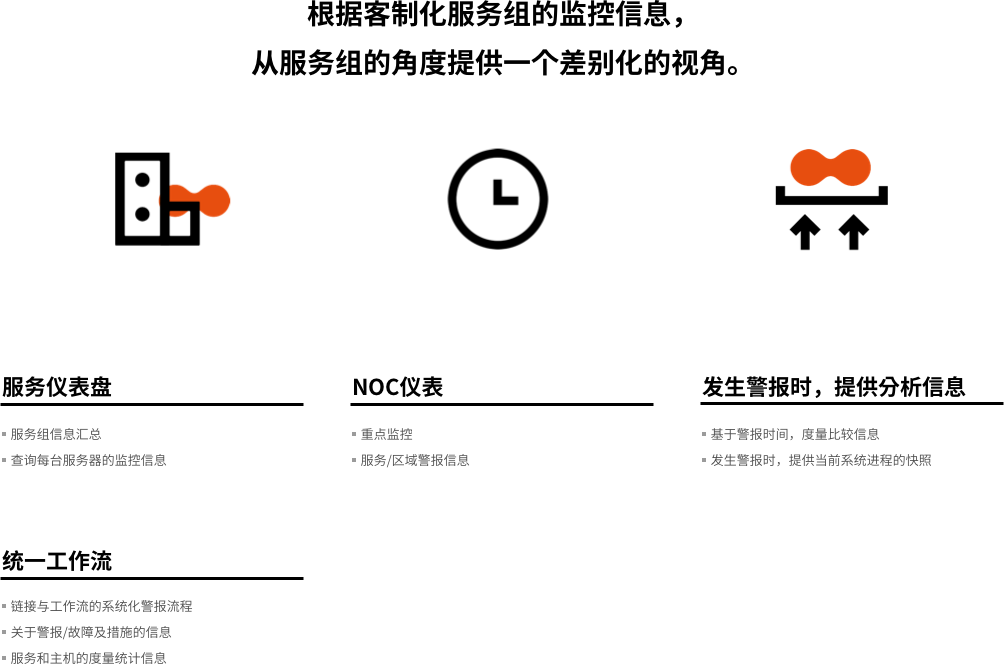 根据客制化服务组的监控信息，
从服务组的角度提供一个差别化的视角。
服务仪表盘
▪ 服务组信息汇总
▪ 查询每台服务器的监控信息
NOC仪表
▪ 重点监控
▪ 服务/区域警报信息
发生警报时，提供分析信息
▪ 基于警报时间，度量比较信息
▪ 发生警报时，提供当前系统进程的快照
统一工作流
▪ 链接与工作流的系统化警报流程
▪ 关于警报/故障及措施的信息
▪ 服务和主机的度量统计信息